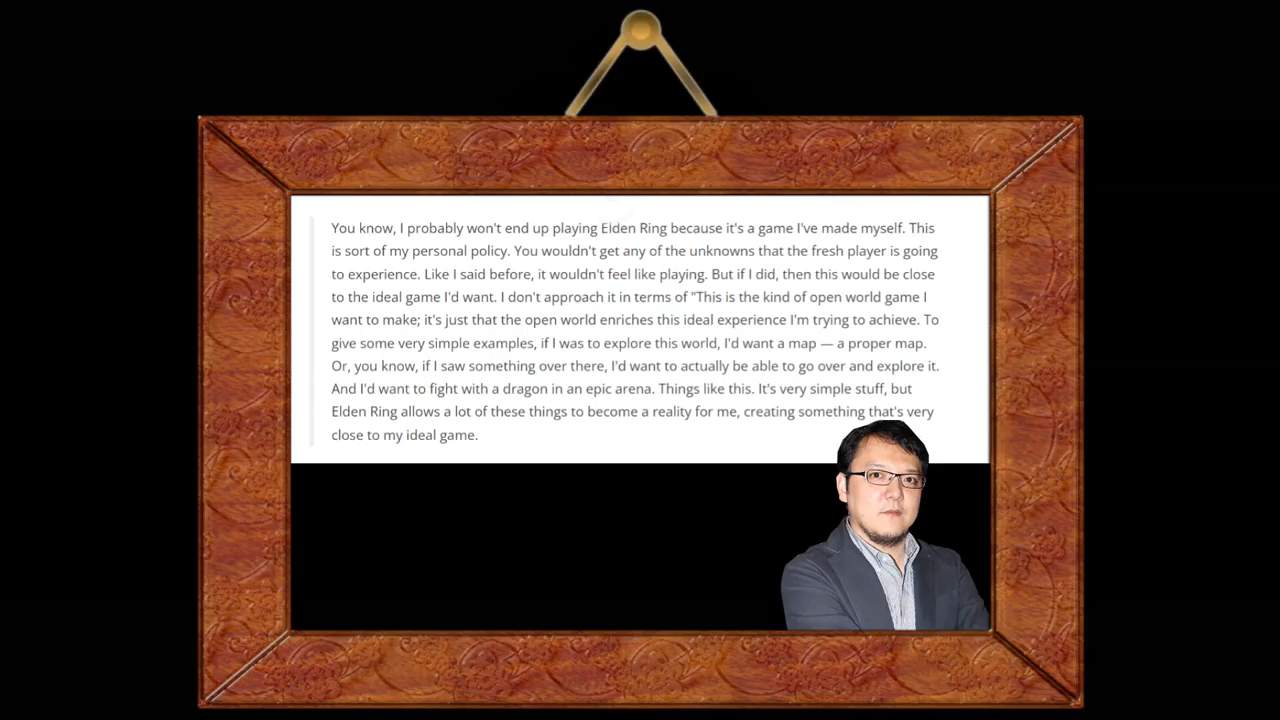 You know, I probably won't end up playing Elden Ring because it's a game I've made myself. This
is sort of my personal policy. You wouldn't get any of the unknowns that the fresh player is going
to experience. Like I said before, it wouldn't feel like playing. But if I did, then this would be close
to the ideal game I'd want. I don't approach it in terms of "This is the kind of open world game I
want to make; it's just that the open world enriches this ideal experience I'm trying to achieve. To
give some very simple examples, if I was to explore this world, I'd want a map — a proper map.
Or, you know, if I saw something over there, I'd want to actually be able to go over and explore it.
And I'd want to fight with a dragon in an epic arena. Things like this. It's very simple stuff, but
Elden Ring allows a lot of these things to become a reality for me, creating something that's very
close to my ideal game.